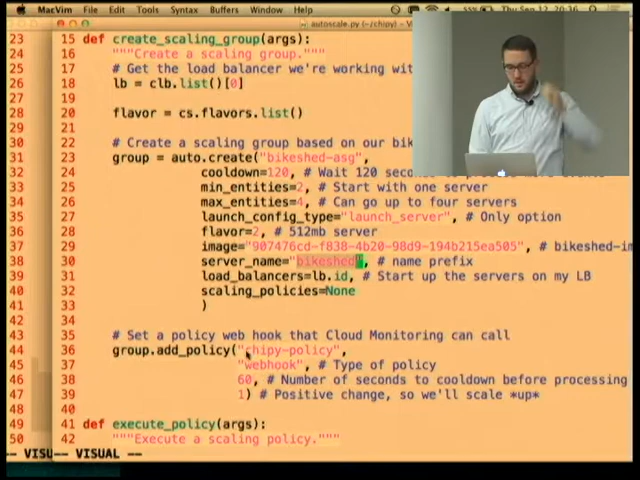 MacVim File Edit Tools Syntax Buffers Window Help 55% Thu Sep 12 20:36
autoscale.py (~/chipy)
23 15 def create_scaling_group(args):
24 16 """Create a scaling group."""
25 17 # Get the load balancer we're working wit
26 18 lb = clb.list()[0]
27 19
28 20 flavor = cs.flavors.list()
29 21
30 22 # Create a scaling group based on our bik
31 23 group = auto.create("bikeshed-asg",
32 24 cooldown=120, # Wait 120 seconds
33 25 min_entities=2, # Start with one server
34 26 max_entities=4, # Can go up to four servers
35 27 launch_config_type="launch_server", # Only option
36 28 flavor=2, # 512mb server
37 29 image="907476cd-f838-4b20-98d9-194b215ea505", # bikeshed-im
38 30 server_name="bikeshed", # name prefix
39 31 load_balancers=lb.id, # Start up the servers on my LB
40 32 scaling_policies=None
41 33 )
42 34
43 35 # Set a policy web hook that Cloud Monitoring can call
44 36 group.add_policy("chipy-policy",
45 37 "webhook", # Type of policy
46 38 60, # Number of seconds to cooldown before processing
47 39 1) # Positive change, so we'll scale *up*
48 40
49 41 def execute_policy(args):
50 42 """Execute a scaling policy."""
-- VISU -- VISUAL --